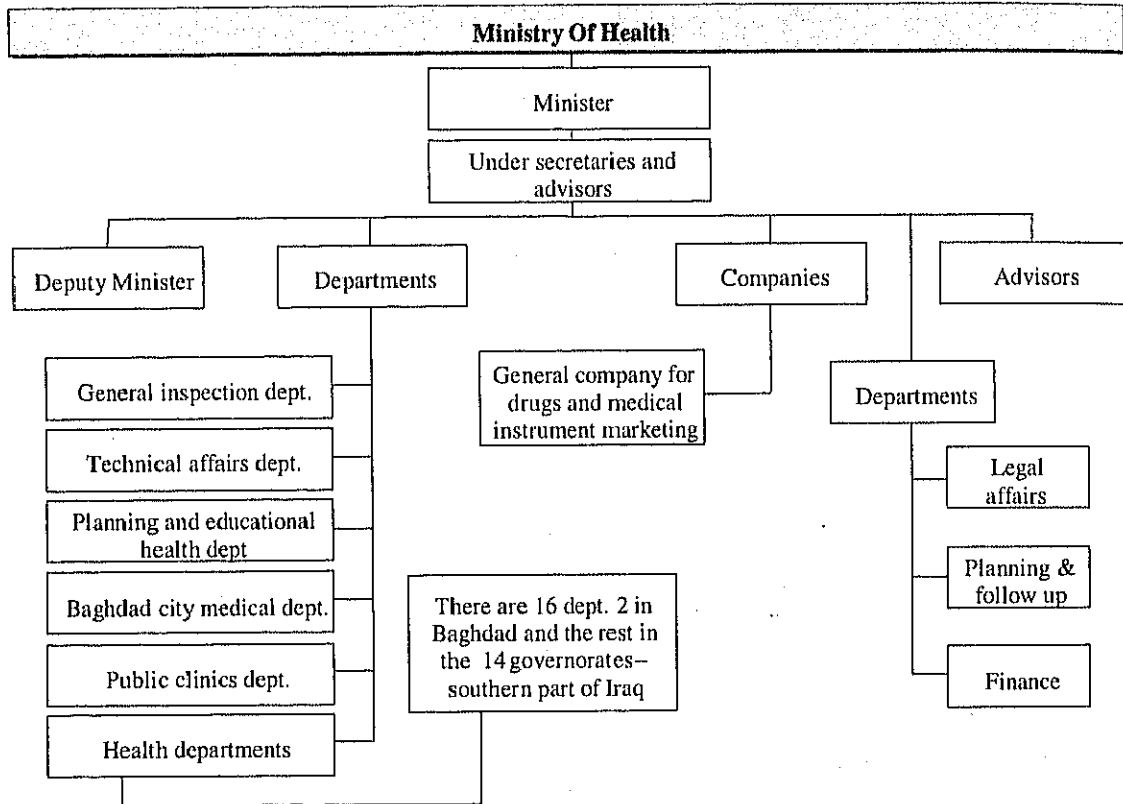 Ministry Of Health
Minister
Under secretaries and
advisors
Deputy Minister
Departments
Companies
Advisors
General inspection dept.
Technical affairs dept.
Planning and educational
health dept
Baghdad city medical dept.
Public clinics dept.
Health departments
There are 16 dept. 2 in
Baghdad and the rest in
the 14 governorates–
southern part of Iraq
General company for
drugs and medical
instrument marketing
Departments
Legal
affairs
Planning &
follow up
Finance